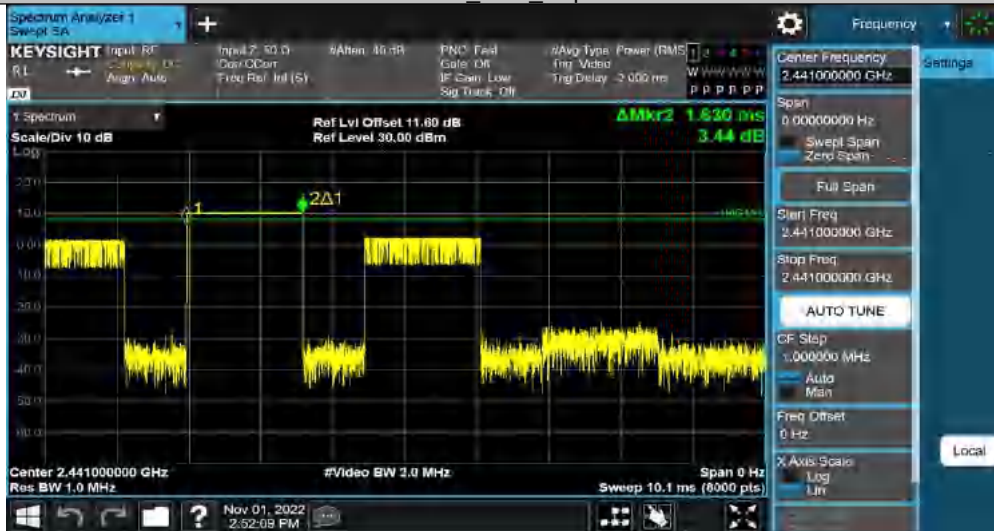 Spectrum Analyzer 1
Swept SA
+
Frequency
KEYSIGHT Input: RF
RL
Align: Auto
Input Z: 50 Ω
Corr CCorr
Freq Ref: Int (S)
#Atten: 40 dB
PNO: Fast
Gate: Off
IF Gain: Low
Sig Track: Off
#Avg Type: Power (RMS
Trig: Video
Trig Delay: -2.000 ms
P P P P P P
1 Spectrum
Scale/Div 10 dB
Log
Ref Lvl Offset 11.60 dB
Ref Level 30.00 dBm
ΔMkr2 1.630 ms
3.44 dB
1
2Δ1
Center 2.441000000 GHz
Res BW 1.0 MHz
#Video BW 3.0 MHz
Span 0 Hz
Sweep 10.1 ms (8000 pts)
Center Frequency
2.441000000 GHz
Settings
Span
0.00000000 Hz
Swept Span
Zero Span
Full Span
Start Freq
2.441000000 GHz
Stop Freq
2.441000000 GHz
AUTO TUNE
CF Step
1.000000 MHz
Auto
Man
Freq Offset
0 Hz
X Axis Scale
Log
Lin
Local
?
Nov 01, 2022
2:52:09 PM